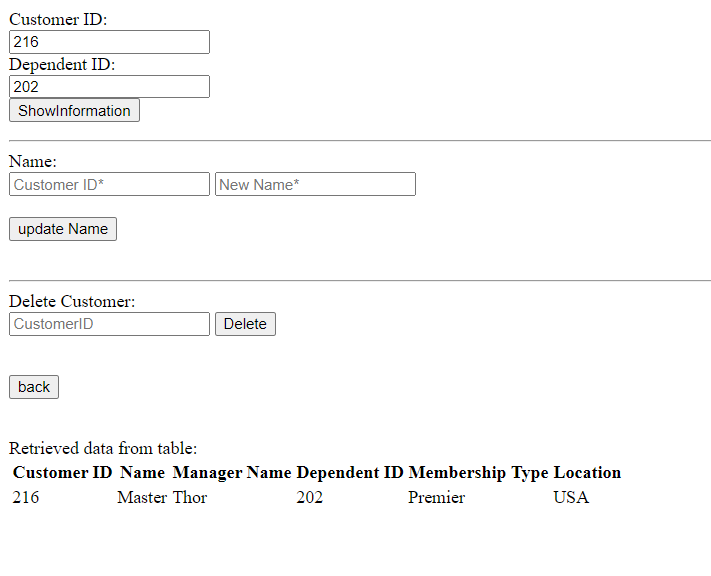 Customer ID:
216
Dependent ID:
202
ShowInformation
Name:
Customer ID* New Name*
update Name
Delete Customer:
CustomerID Delete
back
Retrieved data from table:
Customer ID Name Manager Name Dependent ID Membership Type Location
216 Master Thor 202 Premier USA